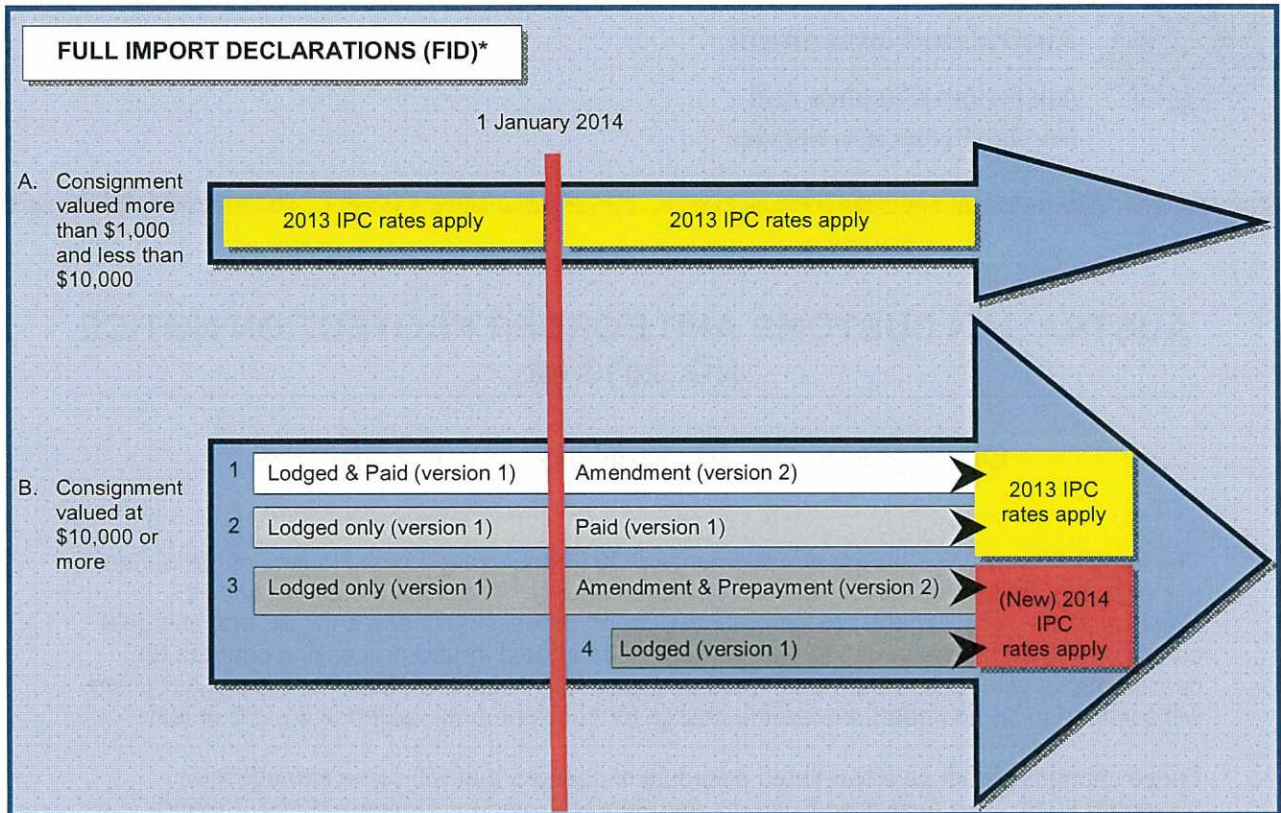 FULL IMPORT DECLARATIONS (FID)*
1 January 2014
A. Consignment
valued more
than $1,000
and less than
$10,000
2013 IPC rates apply
2013 IPC rates apply
B. Consignment
valued at
$10,000 or
more
1 Lodged & Paid (version 1) Amendment (version 2)
2 Lodged only (version 1) Paid (version 1)
2013 IPC
rates apply
3 Lodged only (version 1) Amendment & Prepayment (version 2)
4 Lodged (version 1)
(New) 2014
IPC
rates apply